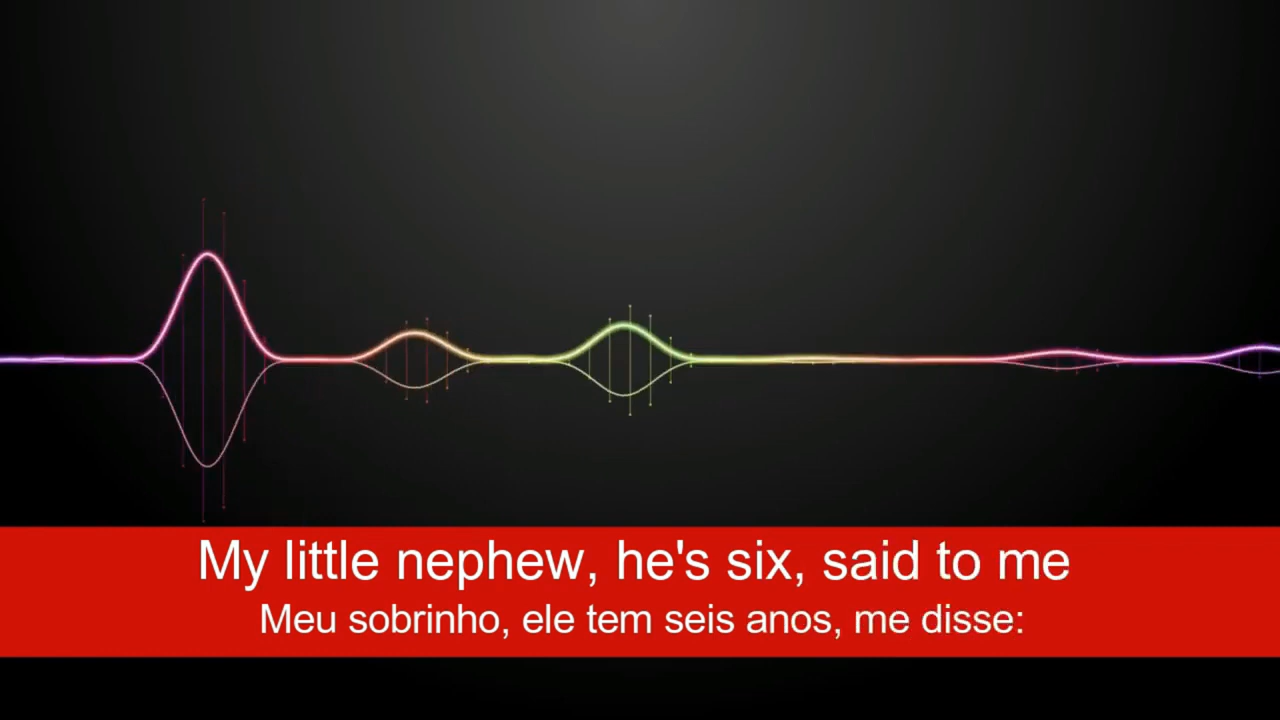 My little nephew, he's six, said to me
Meu sobrinho, ele tem seis anos, me disse: